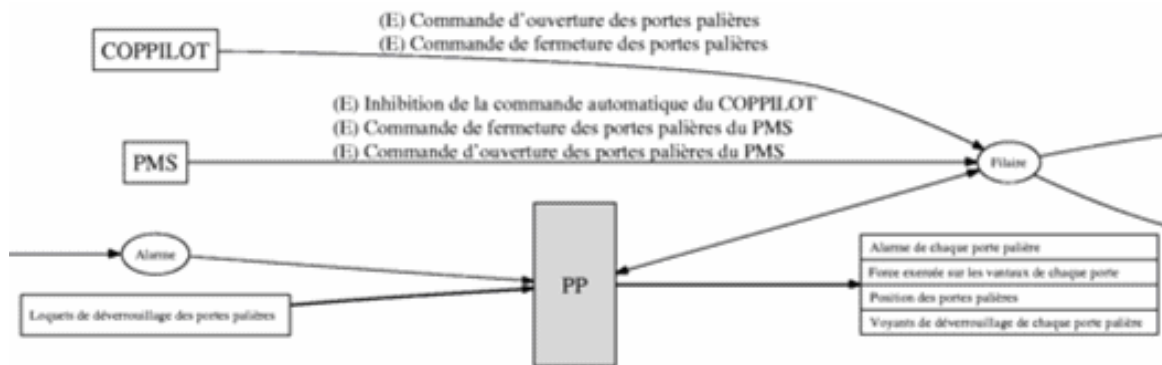 (E) Commande d'ouverture des portes palières
(E) Commande de fermeture des portes palières
COPPILOT
(E) Inhibition de la commande automatique du COPPILOT
(E) Commande de fermeture des portes palières du PMS
(E) Commande d'ouverture des portes palières du PMS
PMS
Filaire
Alarme
PP
Loquets de déverrouillage des portes palières
Alarme de chaque porte palière
Force exercée sur les vantaux de chaque porte
Position des portes palières
Voyants de déverrouillage de chaque porte palière